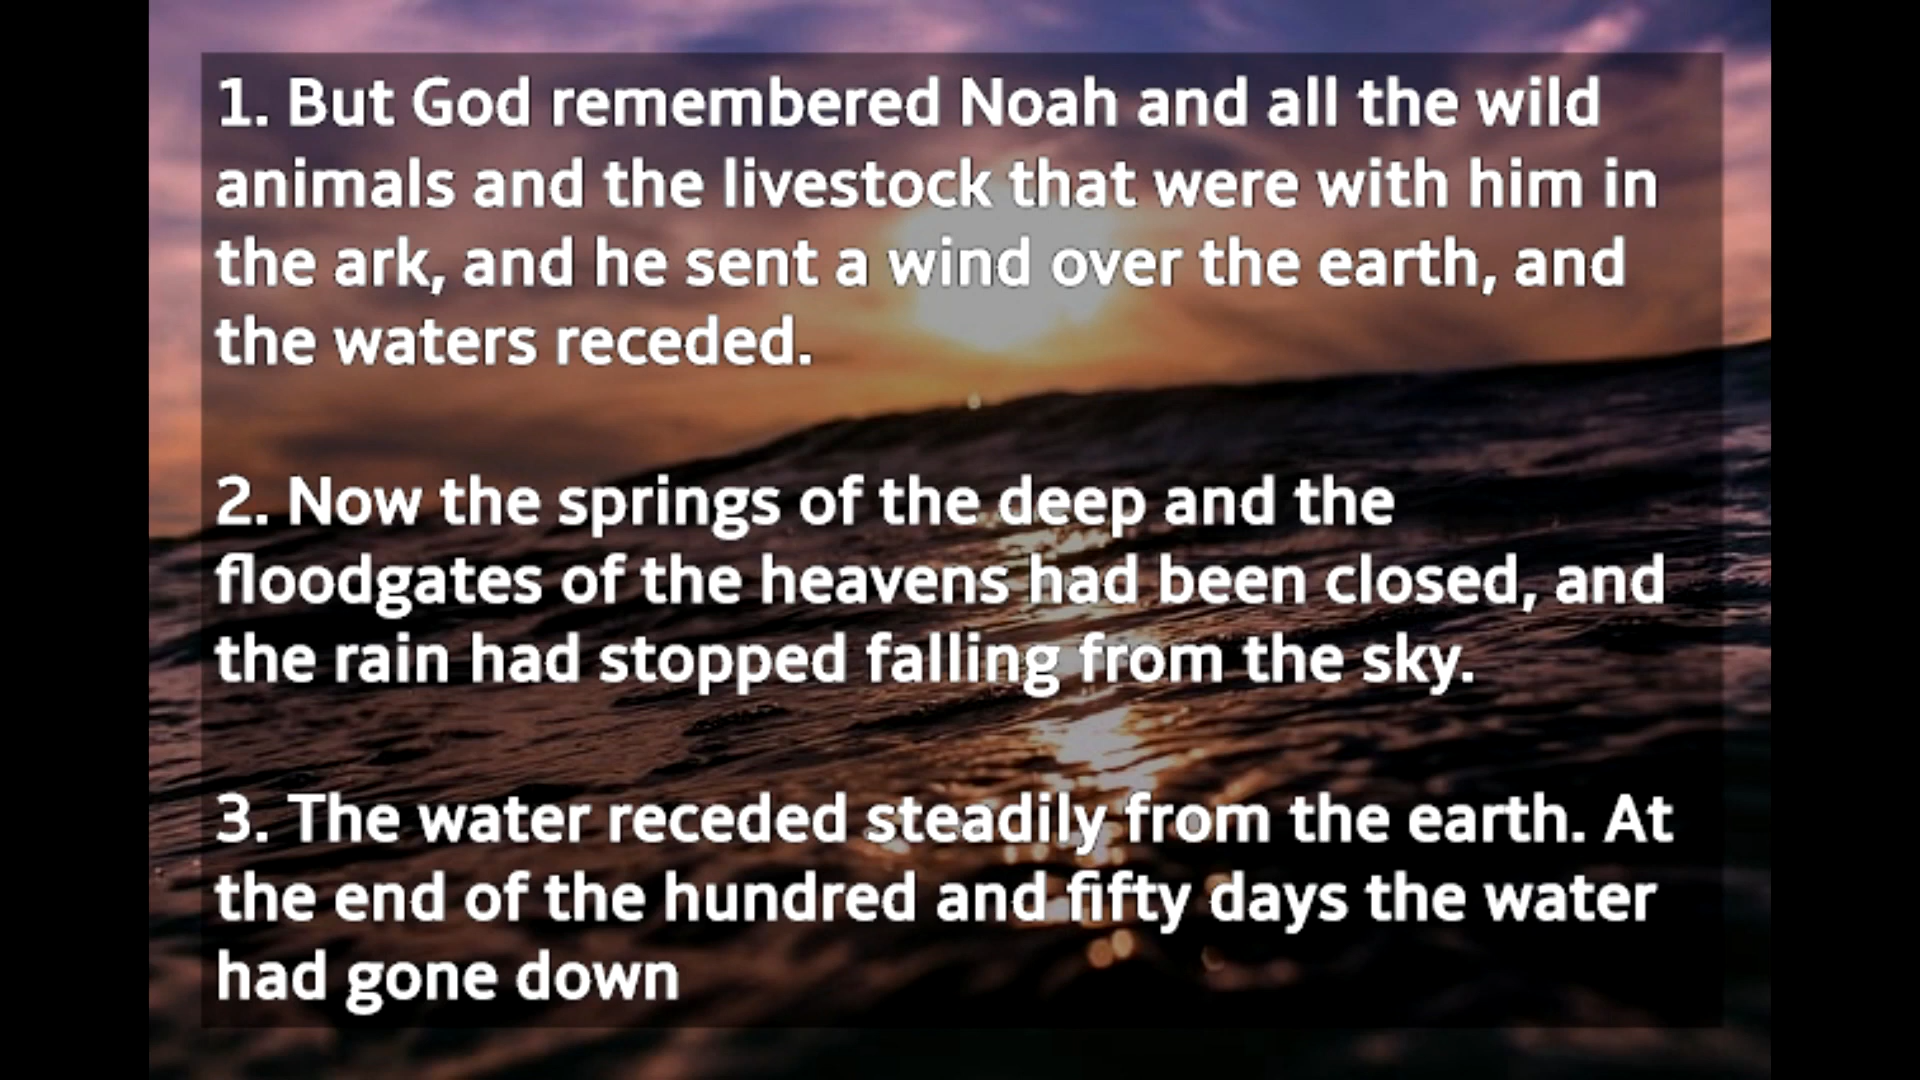 1. But God remembered Noah and all the wild
animals and the livestock that were with him in
the ark, and he sent a wind over the earth, and
the waters receded.
2. Now the springs of the deep and the
floodgates of the heavens had been closed, and
the rain had stopped falling from the sky.
3. The water receded steadily from the earth. At
the end of the hundred and fifty days the water
had gone down